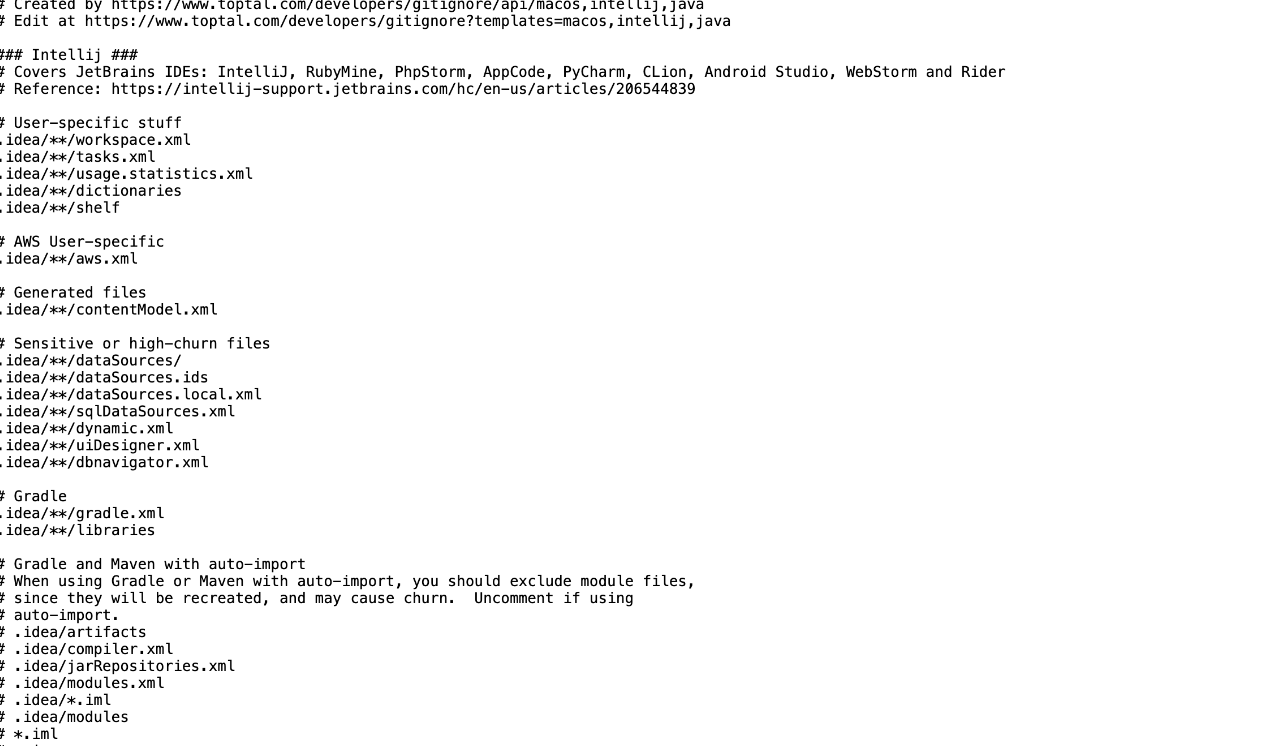 # Created by https://www.toptal.com/developers/gitignore/api/macos,intellij,java
# Edit at https://www.toptal.com/developers/gitignore?templates=macos,intellij,java
### Intellij ###
# Covers JetBrains IDEs: IntelliJ, RubyMine, PhpStorm, AppCode, PyCharm, CLion, Android Studio, WebStorm and Rider
# Reference: https://intellij-support.jetbrains.com/hc/en-us/articles/206544839
# User-specific stuff
.idea/**/workspace.xml
.idea/**/tasks.xml
.idea/**/usage.statistics.xml
.idea/**/dictionaries
.idea/**/shelf
# AWS User-specific
.idea/**/aws.xml
# Generated files
.idea/**/contentModel.xml
# Sensitive or high-churn files
.idea/**/dataSources/
.idea/**/dataSources.ids
.idea/**/dataSources.local.xml
.idea/**/sqlDataSources.xml
.idea/**/dynamic.xml
.idea/**/uiDesigner.xml
.idea/**/dbnavigator.xml
# Gradle
.idea/**/gradle.xml
.idea/**/libraries
# Gradle and Maven with auto-import
# When using Gradle or Maven with auto-import, you should exclude module files,
# since they will be recreated, and may cause churn.  Uncomment if using
# auto-import.
# .idea/artifacts
# .idea/compiler.xml
# .idea/jarRepositories.xml
# .idea/modules.xml
# .idea/*.iml
# .idea/modules
# *.iml